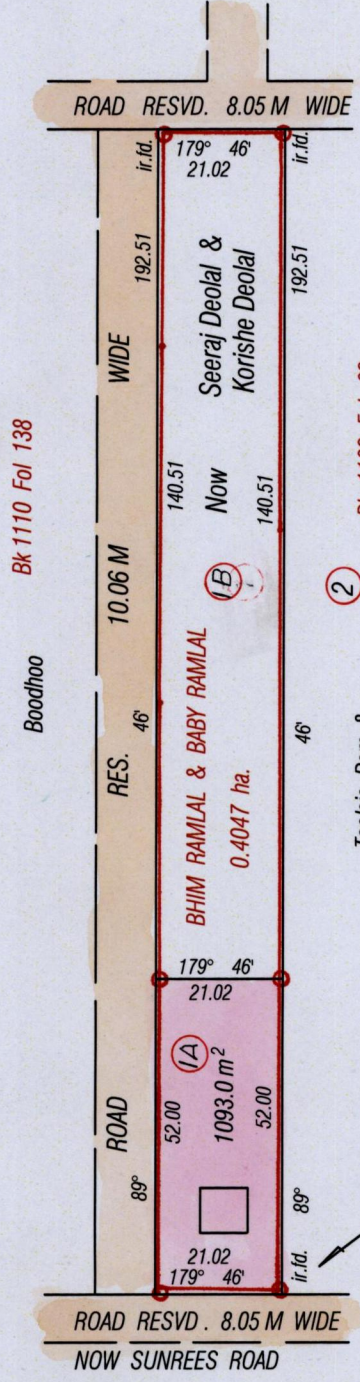 ROAD RESVD. 8.05 M WIDE
ir.fd.
179° 46'
21.02
ir.fd.
192.51
192.51
Seeraj Deolal &
Korishe Deolal
WIDE
Bk 1110 Fol 138
140.51
Now
140.51
1B
10.06 M
2
Boodhoo
BHIM RAMLAL & BABY RAMLAL
0.4047 ha.
RES.
46'
46'
179° 46'
21.02
1A
1093.0 m²
52.00
52.00
ROAD
89°
89°
21.02
179° 46'
ir.fd.
ROAD RESVD. 8.05 M WIDE
NOW SUNREES ROAD